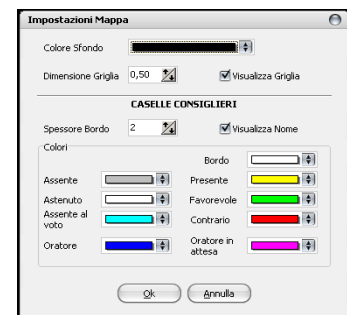 Impostazioni Mappa
Colore Sfondo
Dimensione Griglia 0,50 Visualizza Griglia
CASELLE CONSIGLIERI
Spessore Bordo 2 Visualizza Nome
Colori
Bordo
Assente Presente
Astenuto Favorevole
Assente al voto Contrario
Oratore Oratore in attesa
Ok Annulla